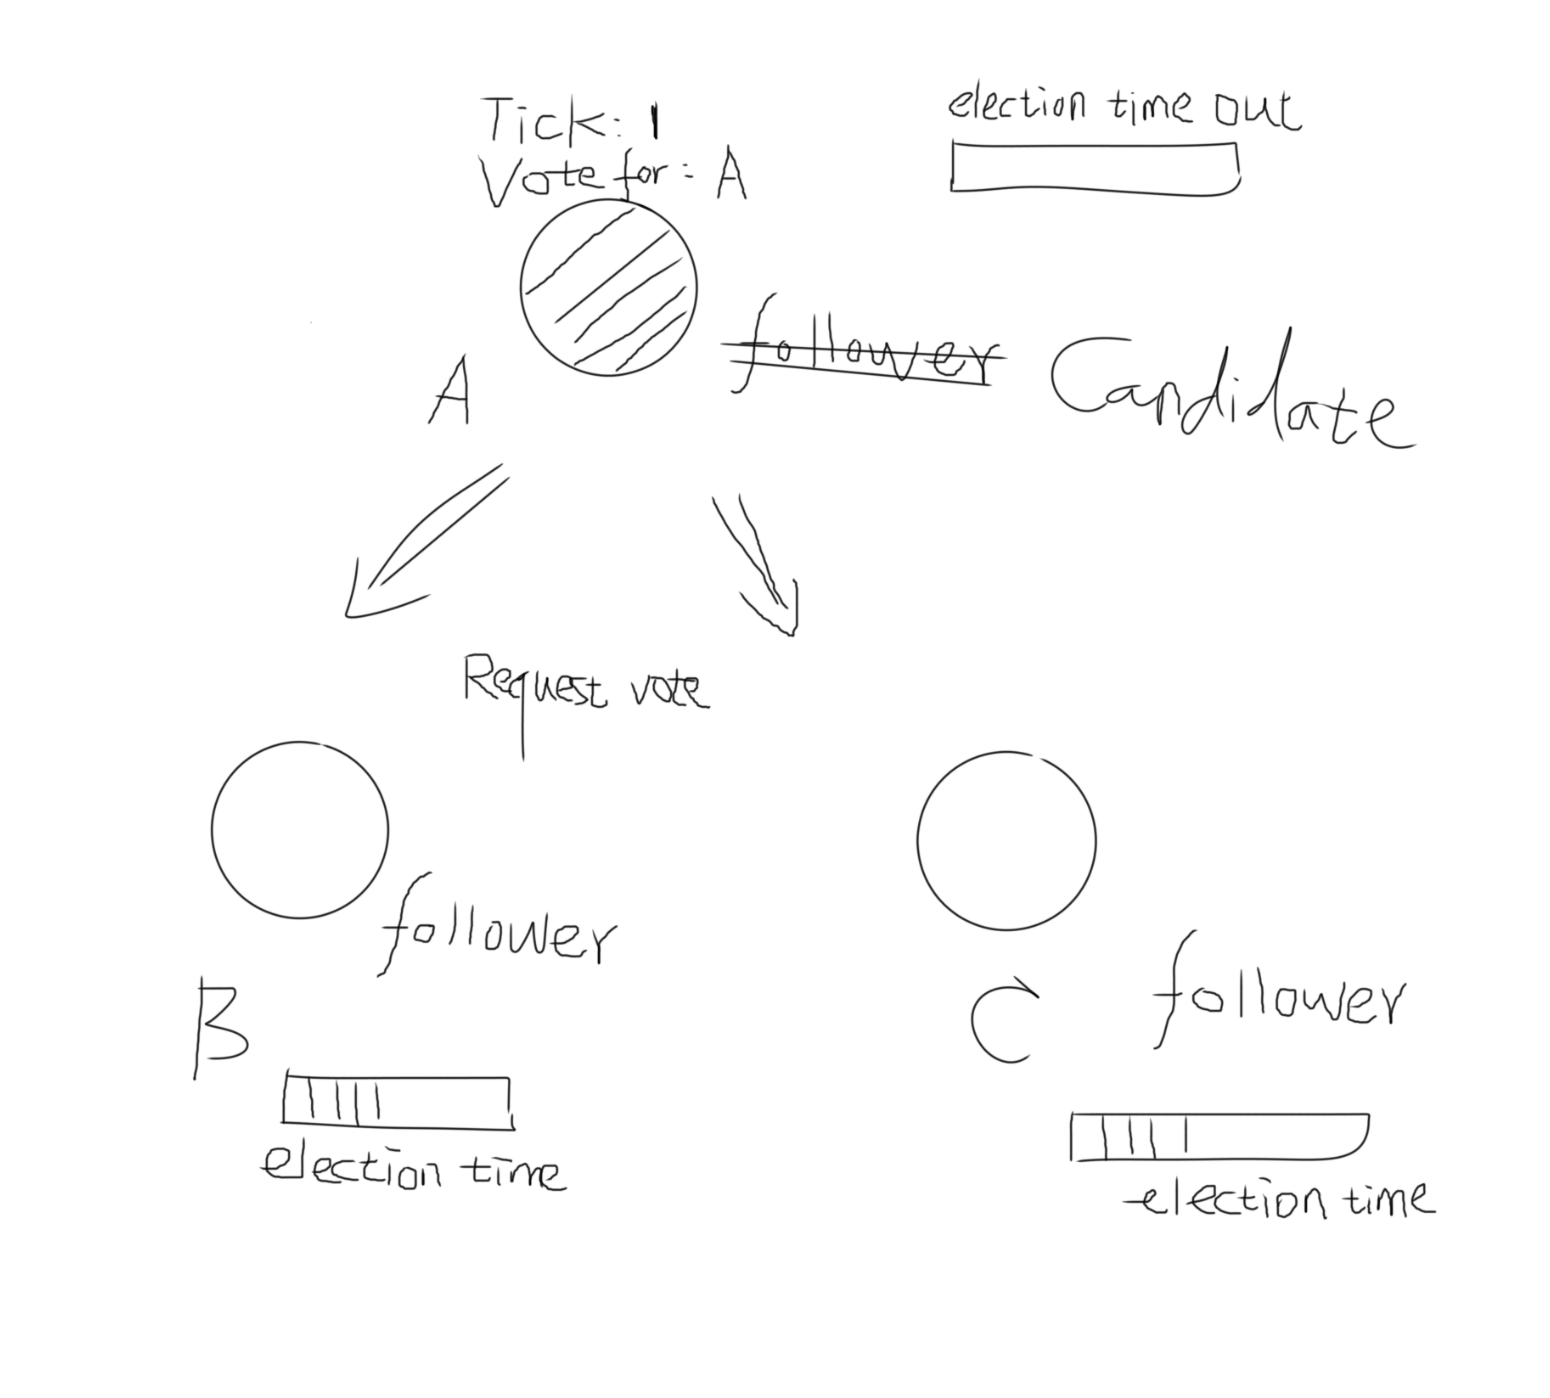 Tick: 1
Vote for: A
election time out
A
follower Candidate
Request vote
follower
B
election time
C
follower
election time